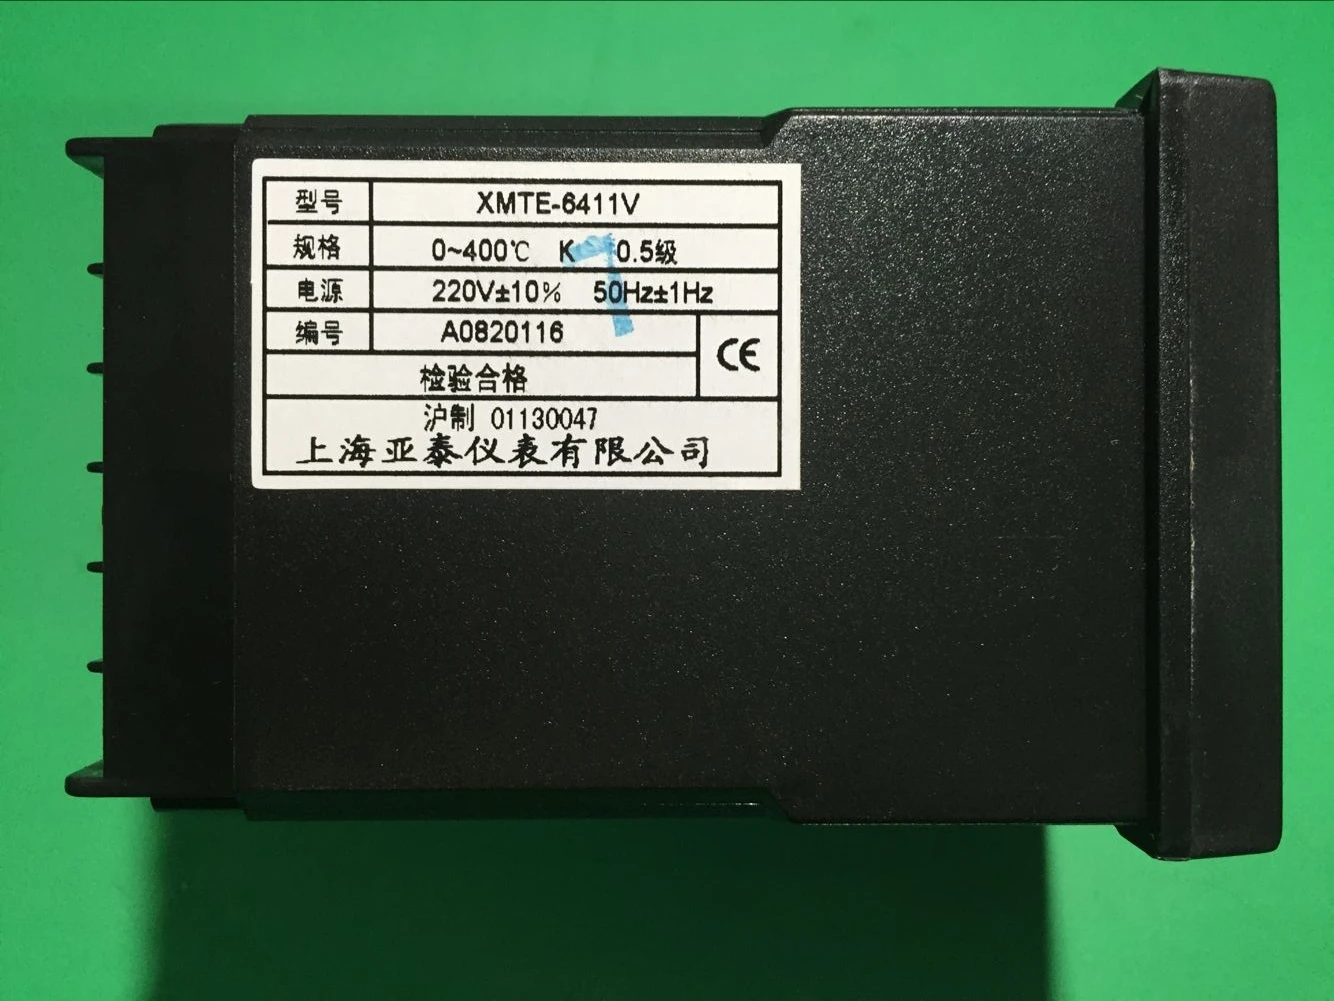 型号 XMTE-6411V
规格 0~400℃ K 0.5级
电源 220V±10% 50Hz±1Hz
编号 A0820116
CE
检验合格
沪制 01130047
上海亚泰仪表有限公司
7